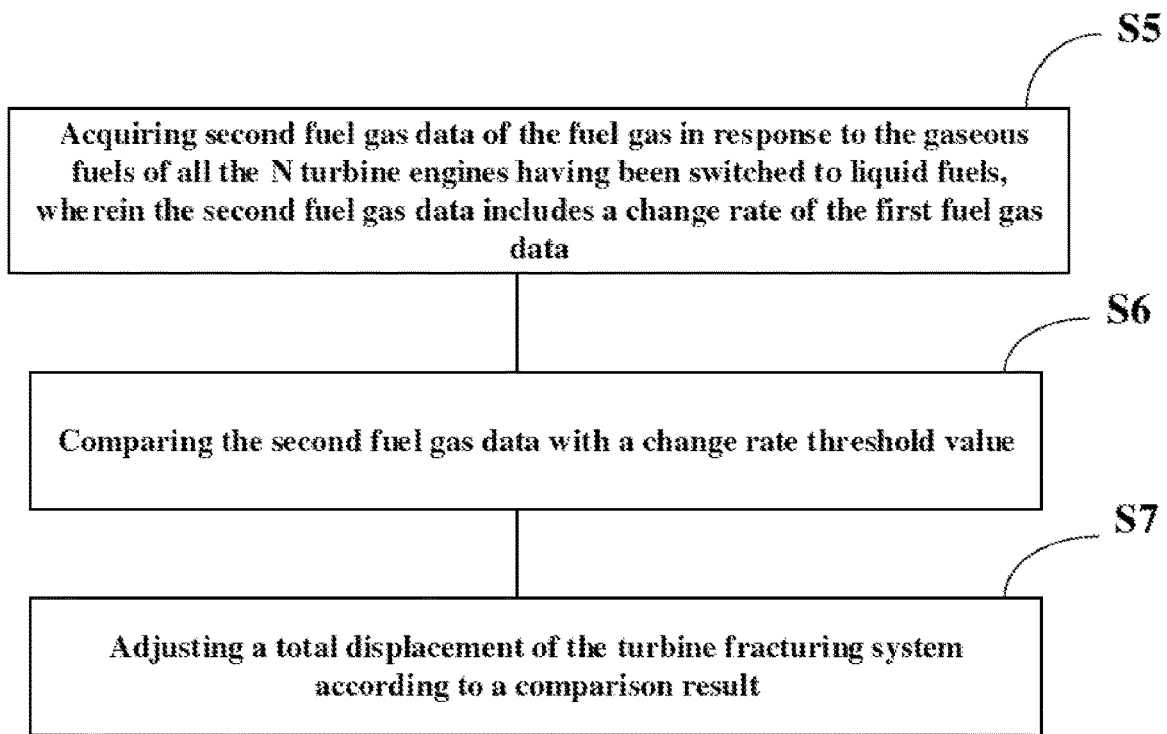 S5
Acquiring second fuel gas data of the fuel gas in response to the gaseous
fuels of all the N turbine engines having been switched to liquid fuels,
wherein the second fuel gas data includes a change rate of the first fuel gas
data
S6
Comparing the second fuel gas data with a change rate threshold value
S7
Adjusting a total displacement of the turbine fracturing system
according to a comparison result